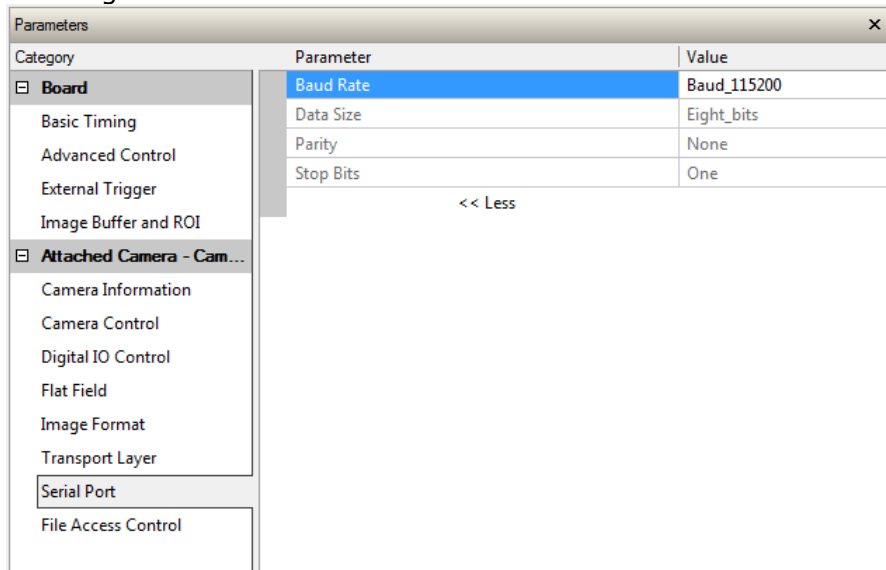 Parameters
Category Parameter Value
Board Baud Rate Baud_115200
Basic Timing Data Size Eight_bits
Advanced Control Parity None
External Trigger Stop Bits One
Image Buffer and ROI << Less
Attached Camera - Cam...
Camera Information
Camera Control
Digital IO Control
Flat Field
Image Format
Transport Layer
Serial Port
File Access Control